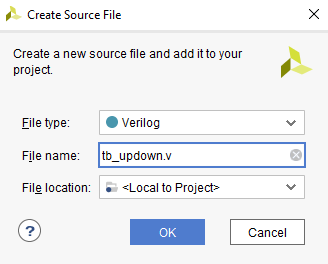 Create Source File
Create a new source file and add it to your
project.
File type: Verilog
File name: tb_updown.v
File location: <Local to Project>
?
OK
Cancel